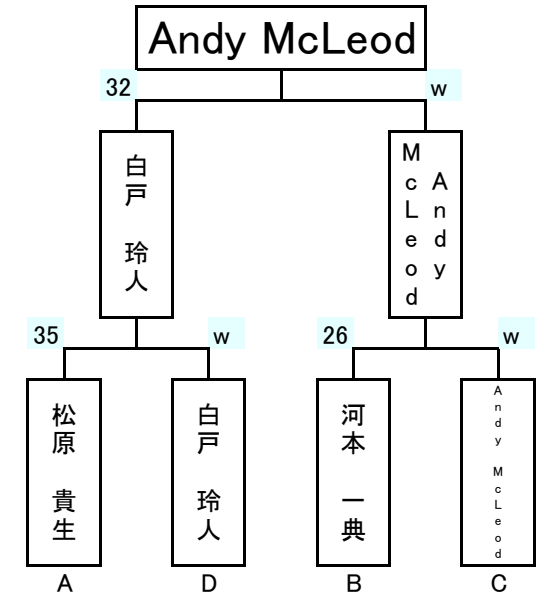 Andy McLeod
32
w
白戸 玲人
Andy
McLeod
35
w
26
w
松原 貴生
白戸 玲人
河本 一典
Andy McLeod
A
D
B
C